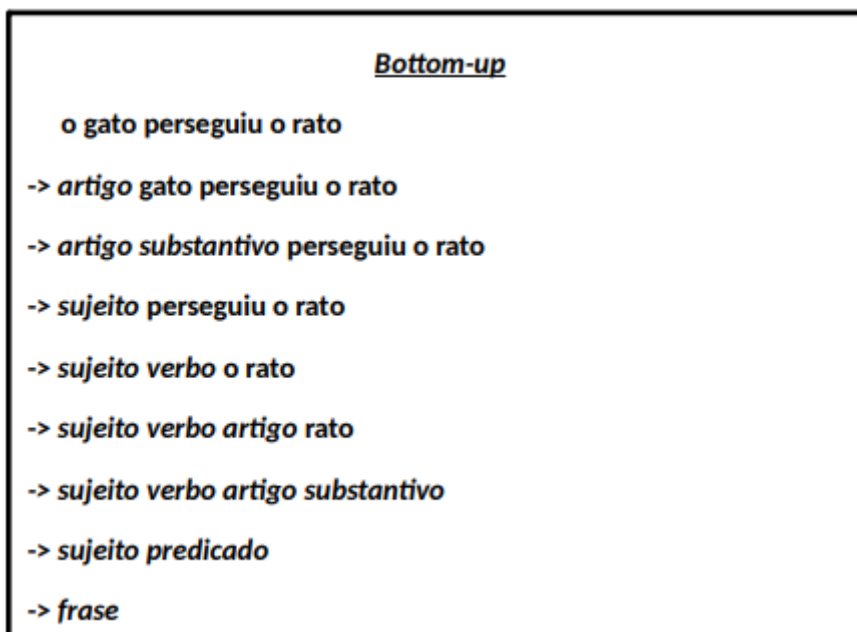 Bottom-up
o gato perseguiu o rato
-> artigo gato perseguiu o rato
-> artigo substantivo perseguiu o rato
-> sujeito perseguiu o rato
-> sujeito verbo o rato
-> sujeito verbo artigo rato
-> sujeito verbo artigo substantivo
-> sujeito predicado
-> frase